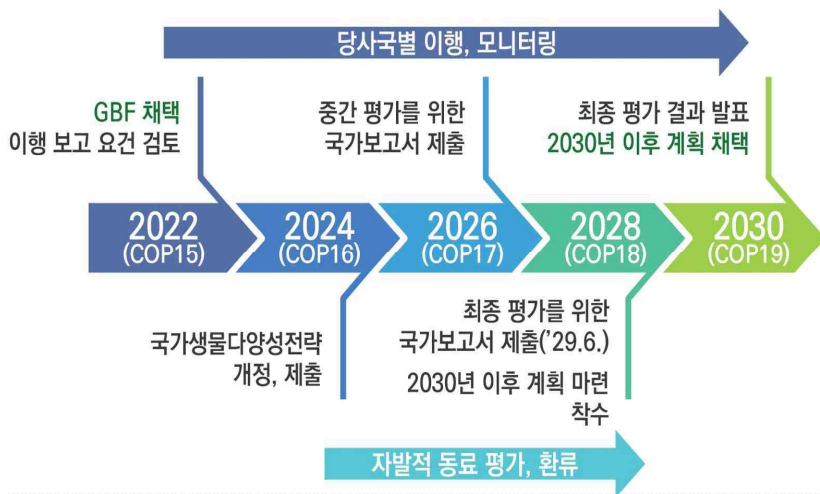 당사국별 이행, 모니터링
GBF 채택
이행 보고 요건 검토
중간 평가를 위한
국가보고서 제출
최종 평가 결과 발표
2030년 이후 계획 채택
2022
(COP15)
2024
(COP16)
2026
(COP17)
2028
(COP18)
2030
(COP19)
국가생물다양성전략
개정, 제출
최종 평가를 위한
국가보고서 제출('29.6.)
2030년 이후 계획 마련
착수
자발적 동료 평가, 환류